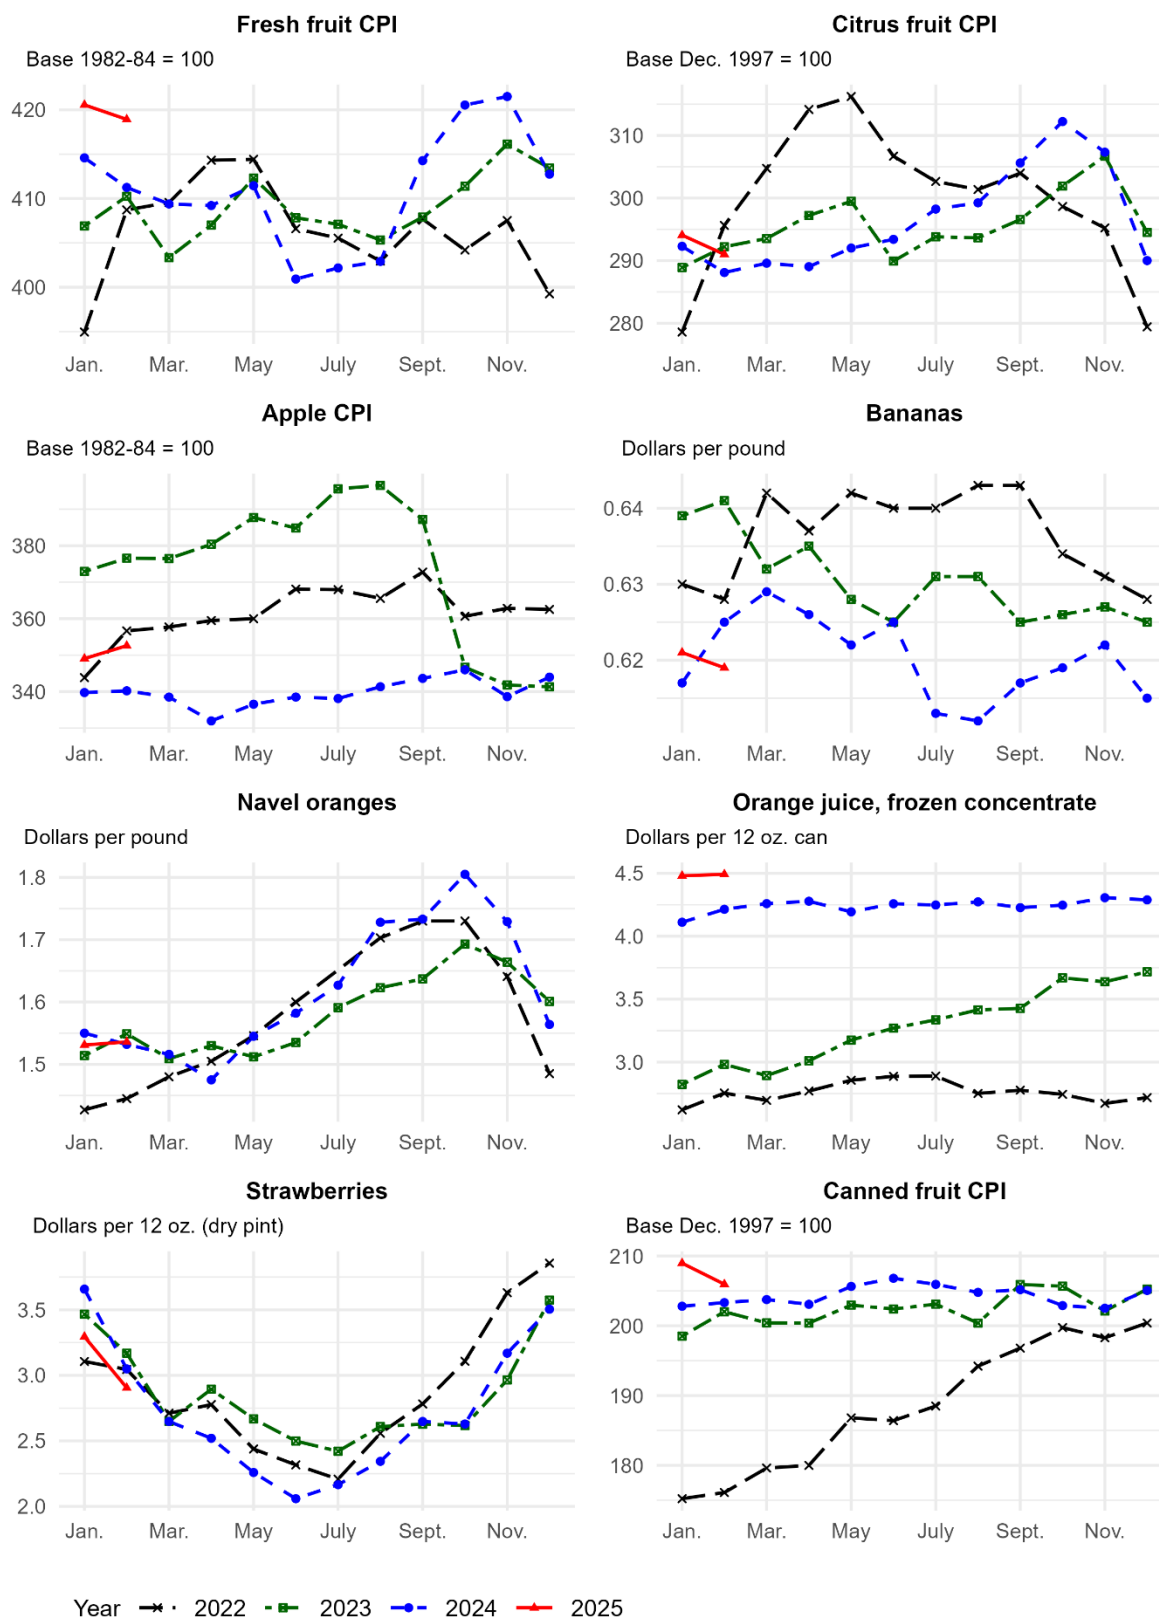 Fresh fruit CPI
Base 1982-84 = 100
420
410
400
Jan. Mar. May July Sept. Nov.
Citrus fruit CPI
Base Dec. 1997 = 100
310
300
290
280
Jan. Mar. May July Sept. Nov.
Apple CPI
Base 1982-84 = 100
380
360
340
Jan. Mar. May July Sept. Nov.
Bananas
Dollars per pound
0.64
0.63
0.62
Jan. Mar. May July Sept. Nov.
Navel oranges
Dollars per pound
1.8
1.7
1.6
1.5
Jan. Mar. May July Sept. Nov.
Orange juice, frozen concentrate
Dollars per 12 oz. can
4.5
4.0
3.5
3.0
Jan. Mar. May July Sept. Nov.
Strawberries
Dollars per 12 oz. (dry pint)
3.5
3.0
2.5
2.0
Jan. Mar. May July Sept. Nov.
Canned fruit CPI
Base Dec. 1997 = 100
210
200
190
180
Jan. Mar. May July Sept. Nov.
Year 2022 2023 2024 2025